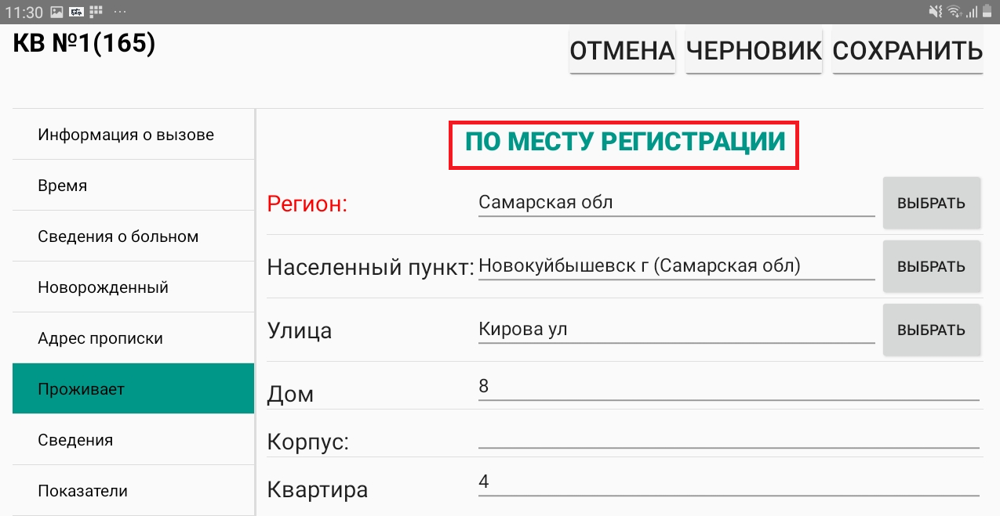 11:30
КВ №1(165)
ОТМЕНА ЧЕРНОВИК СОХРАНИТЬ
Информация о вызове
Время
Сведения о больном
Новорожденный
Адрес прописки
Проживает
Сведения
Показатели
ПО МЕСТУ РЕГИСТРАЦИИ
Регион: Самарская обл ВЫБРАТЬ
Населенный пункт: Новокуйбышевск г (Самарская обл) ВЫБРАТЬ
Улица Кирова ул ВЫБРАТЬ
Дом 8
Корпус:
Квартира 4